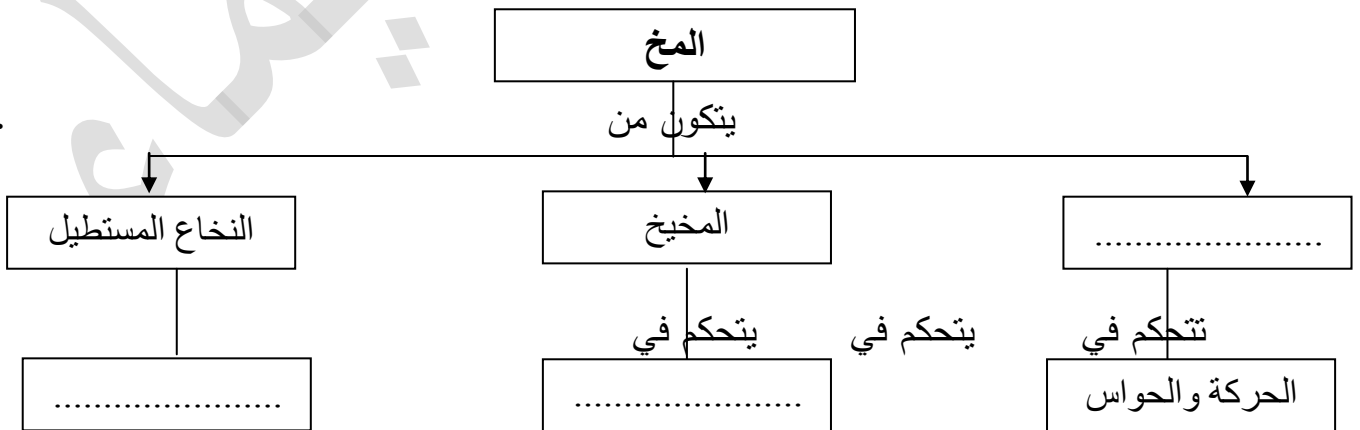 المخ
يتكون من
.......................
المخيخ
النخاع المستطيل
تتحكم في
يتحكم في
يتحكم في
الحركة والحواس
.......................
.......................